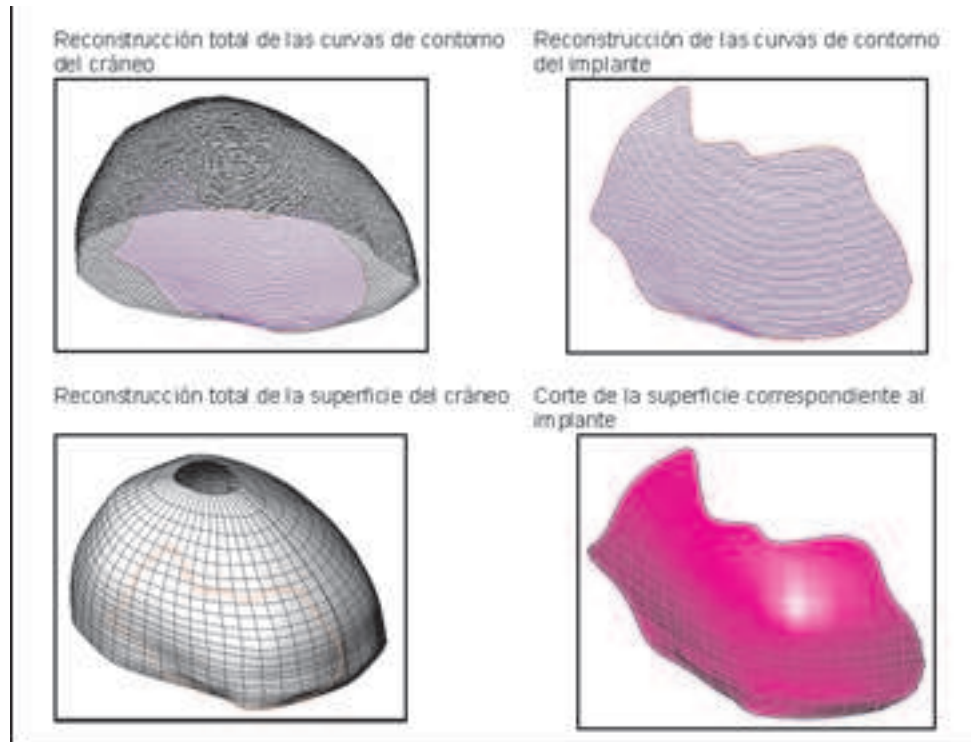 Reconstrucción total de las curvas de contorno
del cráneo
Reconstrucción de las curvas de contorno
del implante
Reconstrucción total de la superficie del cráneo
Corte de la superficie correspondiente al
implante